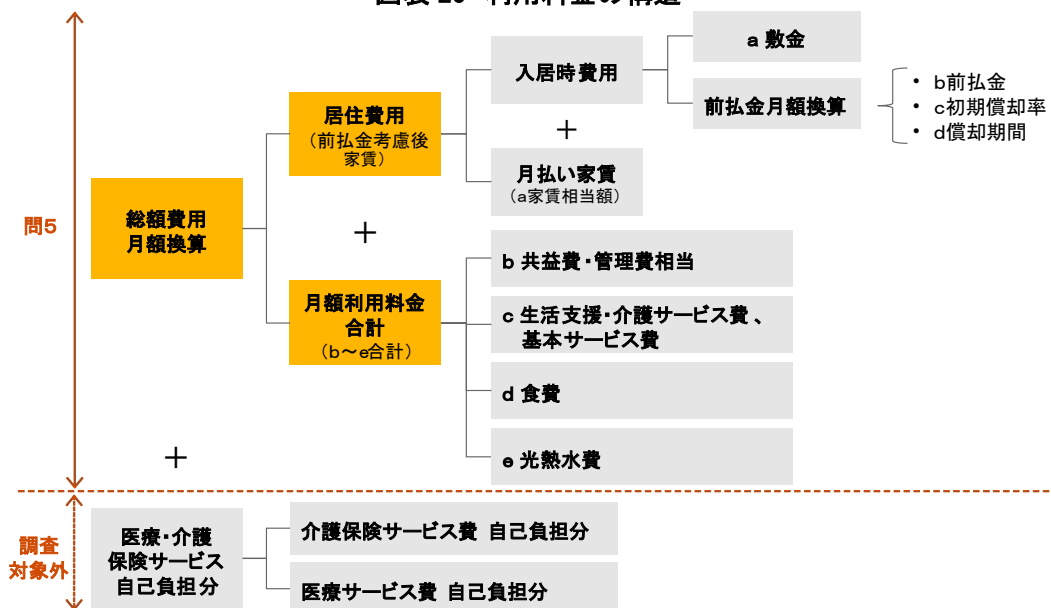 入居時費用
a 敷金
前払金月額換算
• b前払金
• c初期償却率
• d償却期間
居住費用
(前払金考慮後
家賃)
+
月払い家賃
(a家賃相当額)
問5
総額費用
月額換算
+
月額利用料金
合計
(b～e合計)
b 共益費・管理費相当
c 生活支援・介護サービス費 、
基本サービス費
d 食費
e 光熱水費
+
調査
対象外
医療・介護
保険サービス
自己負担分
介護保険サービス費 自己負担分
医療サービス費 自己負担分